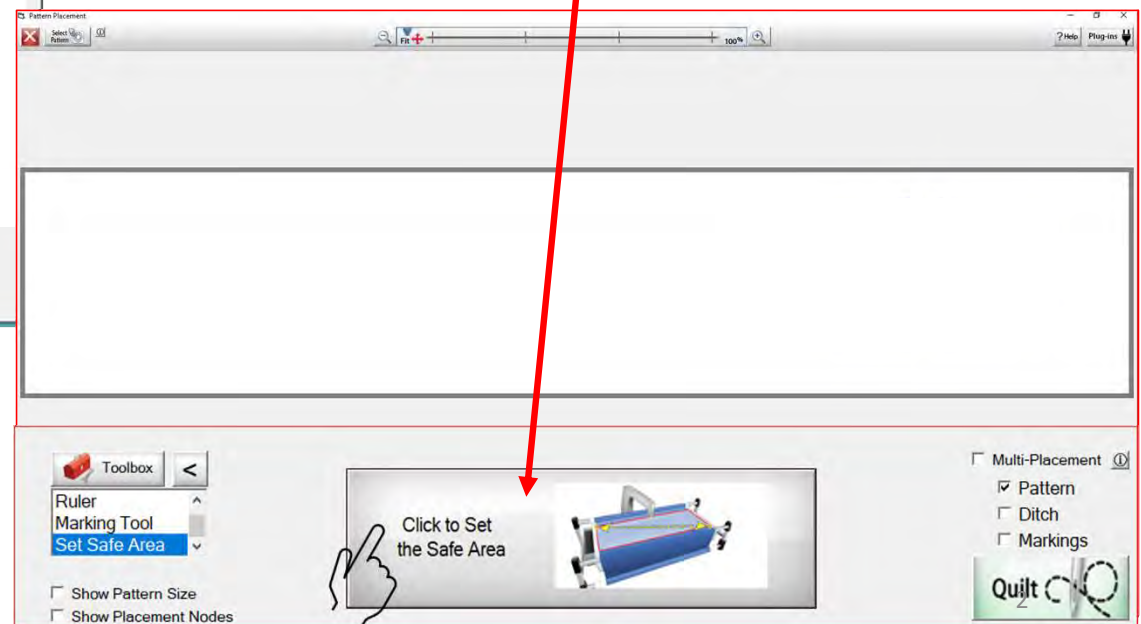 Pattern Placement
Select Pattern
Fit
100%
? Help
Plug-ins
Toolbox
<
Ruler
Marking Tool
Set Safe Area
Show Pattern Size
Show Placement Nodes
Click to Set
the Safe Area
Multi-Placement
Pattern
Ditch
Markings
Quilt
2